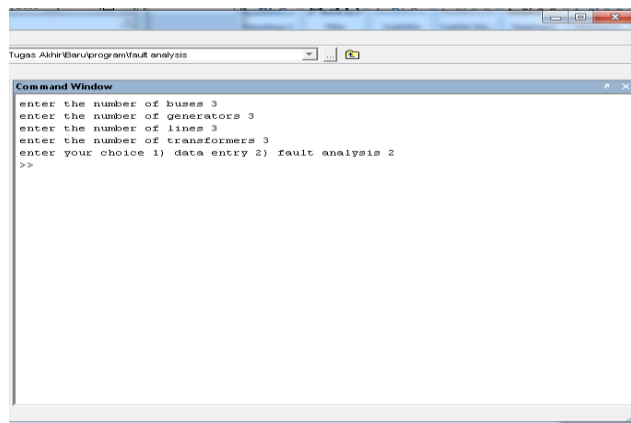 Tugas Akhir\Baru\program\fault analysis
...
Command Window
enter the number of buses 3
enter the number of generators 3
enter the number of lines 3
enter the number of transformers 3
enter your choice 1) data entry 2) fault analysis 2
>>